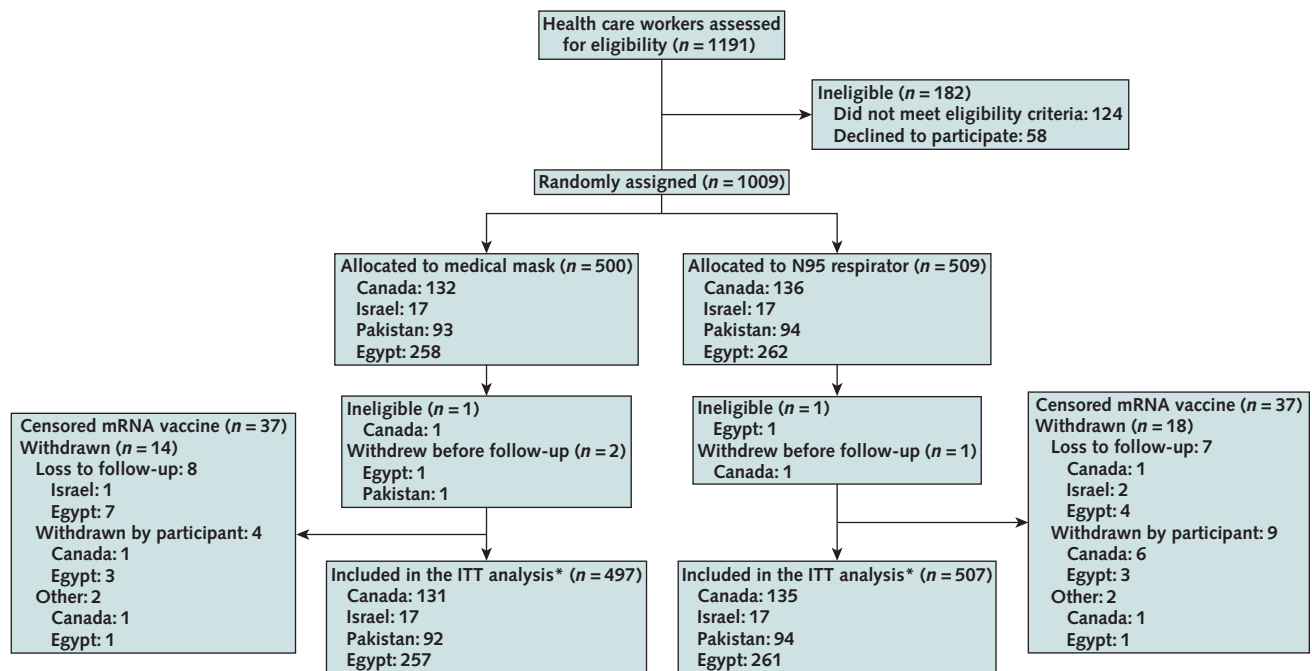 Health care workers assessed
for eligibility (n = 1191)
Ineligible (n = 182)
Did not meet eligibility criteria: 124
Declined to participate: 58
Randomly assigned (n = 1009)
Allocated to medical mask (n = 500)
Canada: 132
Israel: 17
Pakistan: 93
Egypt: 258
Allocated to N95 respirator (n = 509)
Canada: 136
Israel: 17
Pakistan: 94
Egypt: 262
Ineligible (n = 1)
Canada: 1
Withdrew before follow-up (n = 2)
Egypt: 1
Pakistan: 1
Ineligible (n = 1)
Egypt: 1
Withdrew before follow-up (n = 1)
Canada: 1
Censored mRNA vaccine (n = 37)
Withdrawn (n = 14)
Loss to follow-up: 8
Israel: 1
Egypt: 7
Withdrawn by participant: 4
Canada: 1
Egypt: 3
Other: 2
Canada: 1
Egypt: 1
Censored mRNA vaccine (n = 37)
Withdrawn (n = 18)
Loss to follow-up: 7
Canada: 1
Israel: 2
Egypt: 4
Withdrawn by participant: 9
Canada: 6
Egypt: 3
Other: 2
Canada: 1
Egypt: 1
Included in the ITT analysis* (n = 497)
Canada: 131
Israel: 17
Pakistan: 92
Egypt: 257
Included in the ITT analysis* (n = 507)
Canada: 135
Israel: 17
Pakistan: 94
Egypt: 261